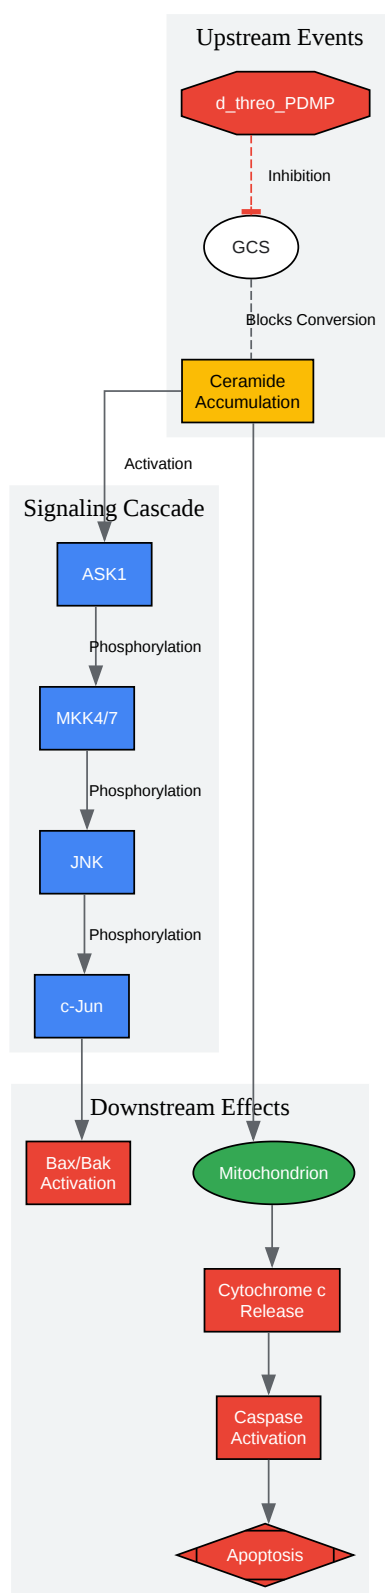 Upstream Events
d_threo_PDMP
Inhibition
GCS
Blocks Conversion
Ceramide
Accumulation
Activation
Signaling Cascade
ASK1
Phosphorylation
MKK4/7
Phosphorylation
JNK
Phosphorylation
c-Jun
Downstream Effects
Bax/Bak
Activation
Mitochondrion
Cytochrome c
Release
Caspase
Activation
Apoptosis